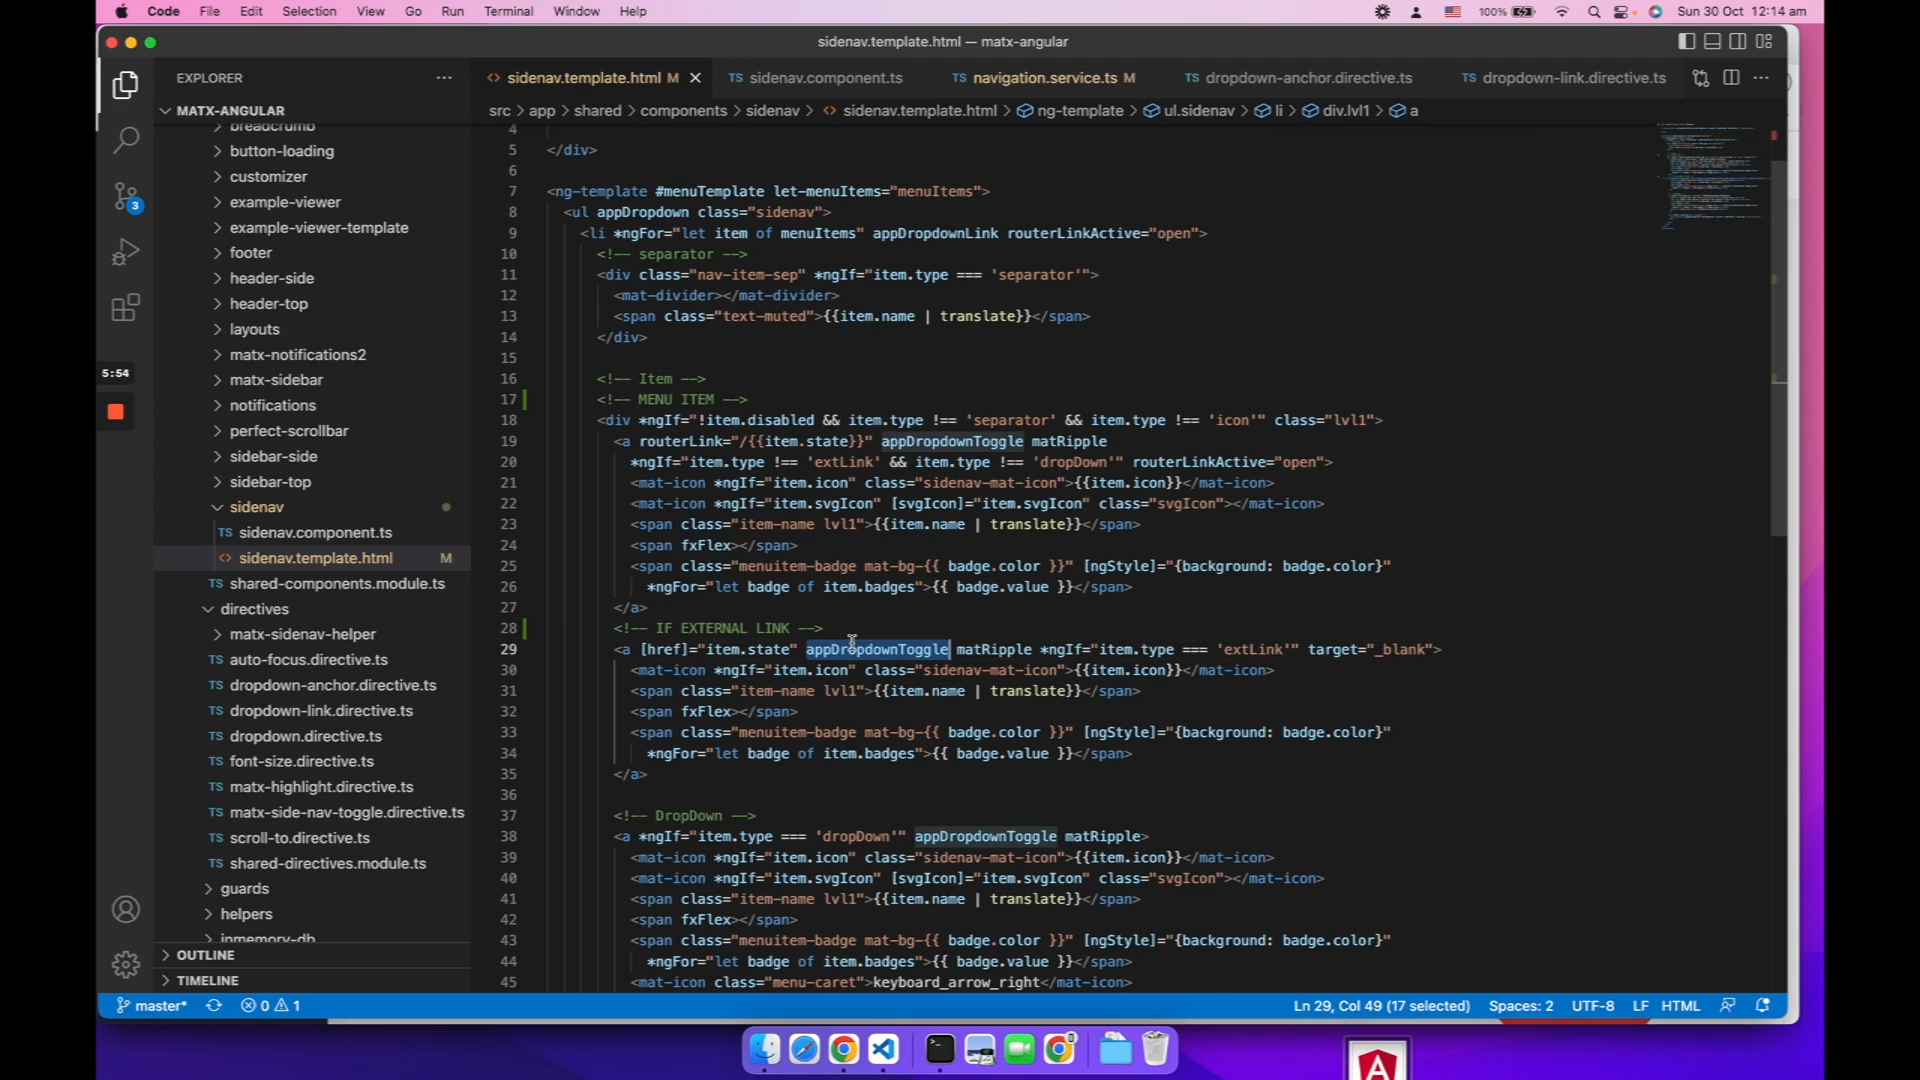 Code File Edit Selection View Go Run Terminal Window Help
100% Sun 30 Oct 12:14 am
sidenav.template.html — matx-angular
EXPLORER
MATX-ANGULAR
breadcrumb
button-loading
customizer
example-viewer
example-viewer-template
footer
header-side
header-top
layouts
matx-notifications2
matx-sidebar
notifications
perfect-scrollbar
sidebar-side
sidebar-top
sidenav
TS sidenav.component.ts
<> sidenav.template.html M
TS shared-components.module.ts
directives
matx-sidenav-helper
TS auto-focus.directive.ts
TS dropdown-anchor.directive.ts
TS dropdown-link.directive.ts
TS dropdown.directive.ts
TS font-size.directive.ts
TS matx-highlight.directive.ts
TS matx-side-nav-toggle.directive.ts
TS scroll-to.directive.ts
TS shared-directives.module.ts
guards
helpers
inmemory-db
OUTLINE
TIMELINE
3
5:54
<> sidenav.template.html M TS sidenav.component.ts TS navigation.service.ts M TS dropdown-anchor.directive.ts TS dropdown-link.directive.ts
src > app > shared > components > sidenav > <> sidenav.template.html > ng-template > ul.sidenav > li > div.lvl1 > a
4
5 </div>
6
7 <ng-template #menuTemplate let-menuItems="menuItems">
8 <ul appDropdown class="sidenav">
9 <li *ngFor="let item of menuItems" appDropdownLink routerLinkActive="open">
10 <!-- separator -->
11 <div class="nav-item-sep" *ngIf="item.type === 'separator'">
12 <mat-divider></mat-divider>
13 <span class="text-muted">{{item.name | translate}}</span>
14 </div>
15
16 <!-- Item -->
17 <!-- MENU ITEM -->
18 <div *ngIf="!item.disabled && item.type !== 'separator' && item.type !== 'icon'" class="lvl1">
19 <a routerLink="/{{item.state}}" appDropdownToggle matRipple
20 *ngIf="item.type !== 'extLink' && item.type !== 'dropDown'" routerLinkActive="open">
21 <mat-icon *ngIf="item.icon" class="sidenav-mat-icon">{{item.icon}}</mat-icon>
22 <mat-icon *ngIf="item.svgIcon" [svgIcon]="item.svgIcon" class="svgIcon"></mat-icon>
23 <span class="item-name lvl1">{{item.name | translate}}</span>
24 <span fxFlex></span>
25 <span class="menuitem-badge mat-bg-{{ badge.color }}" [ngStyle]="{background: badge.color}"
26 *ngFor="let badge of item.badges">{{ badge.value }}</span>
27 </a>
28 <!-- IF EXTERNAL LINK -->
29 <a [href]="item.state" appDropdownToggle matRipple *ngIf="item.type === 'extLink'" target="_blank">
30 <mat-icon *ngIf="item.icon" class="sidenav-mat-icon">{{item.icon}}</mat-icon>
31 <span class="item-name lvl1">{{item.name | translate}}</span>
32 <span fxFlex></span>
33 <span class="menuitem-badge mat-bg-{{ badge.color }}" [ngStyle]="{background: badge.color}"
34 *ngFor="let badge of item.badges">{{ badge.value }}</span>
35 </a>
36
37 <!-- DropDown -->
38 <a *ngIf="item.type === 'dropDown'" appDropdownToggle matRipple>
39 <mat-icon *ngIf="item.icon" class="sidenav-mat-icon">{{item.icon}}</mat-icon>
40 <mat-icon *ngIf="item.svgIcon" [svgIcon]="item.svgIcon" class="svgIcon"></mat-icon>
41 <span class="item-name lvl1">{{item.name | translate}}</span>
42 <span fxFlex></span>
43 <span class="menuitem-badge mat-bg-{{ badge.color }}" [ngStyle]="{background: badge.color}"
44 *ngFor="let badge of item.badges">{{ badge.value }}</span>
45 <mat-icon class="menu-caret">keyboard_arrow_right</mat-icon>
master* 0 1 Ln 29, Col 49 (17 selected) Spaces: 2 UTF-8 LF HTML